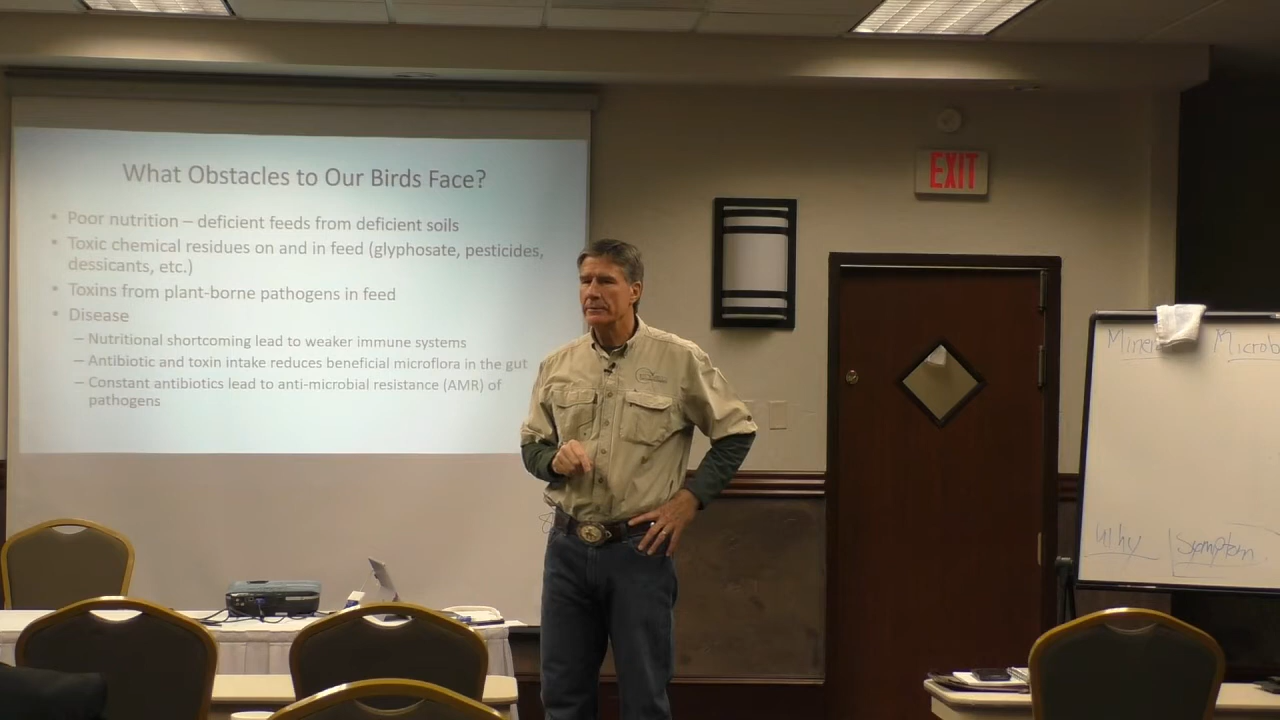 What Obstacles to Our Birds Face?
• Poor nutrition – deficient feeds from deficient soils
• Toxic chemical residues on and in feed (glyphosate, pesticides,
dessicants, etc.)
• Toxins from plant-borne pathogens in feed
• Disease
– Nutritional shortcoming lead to weaker immune systems
– Antibiotic and toxin intake reduces beneficial microflora in the gut
– Constant antibiotics lead to anti-microbial resistance (AMR) of
pathogens
EXIT
Mine Microb
Why Symptom